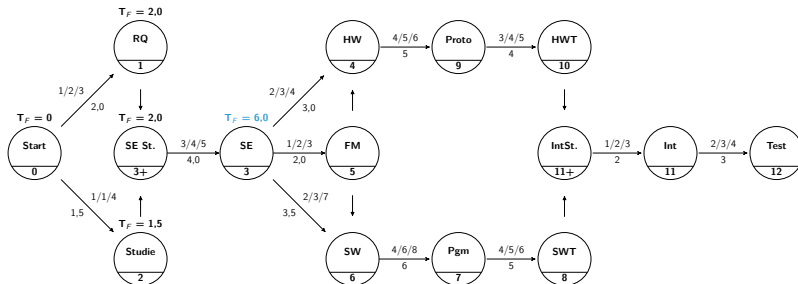 T_F = 2,0
RQ
1
HW
4
4/5/6
5
Proto
9
3/4/5
4
HWT
10
1/2/3
2,0
2/3/4
3,0
T_F = 0
Start
0
T_F = 2,0
SE St.
3+
3/4/5
4,0
T_F = 6,0
SE
3
1/2/3
2,0
FM
5
IntSt.
11+
1/2/3
2
Int
11
2/3/4
3
Test
12
1/1/4
1,5
2/3/7
3,5
T_F = 1,5
Studie
2
SW
6
4/6/8
6
Pgm
7
4/5/6
5
SWT
8